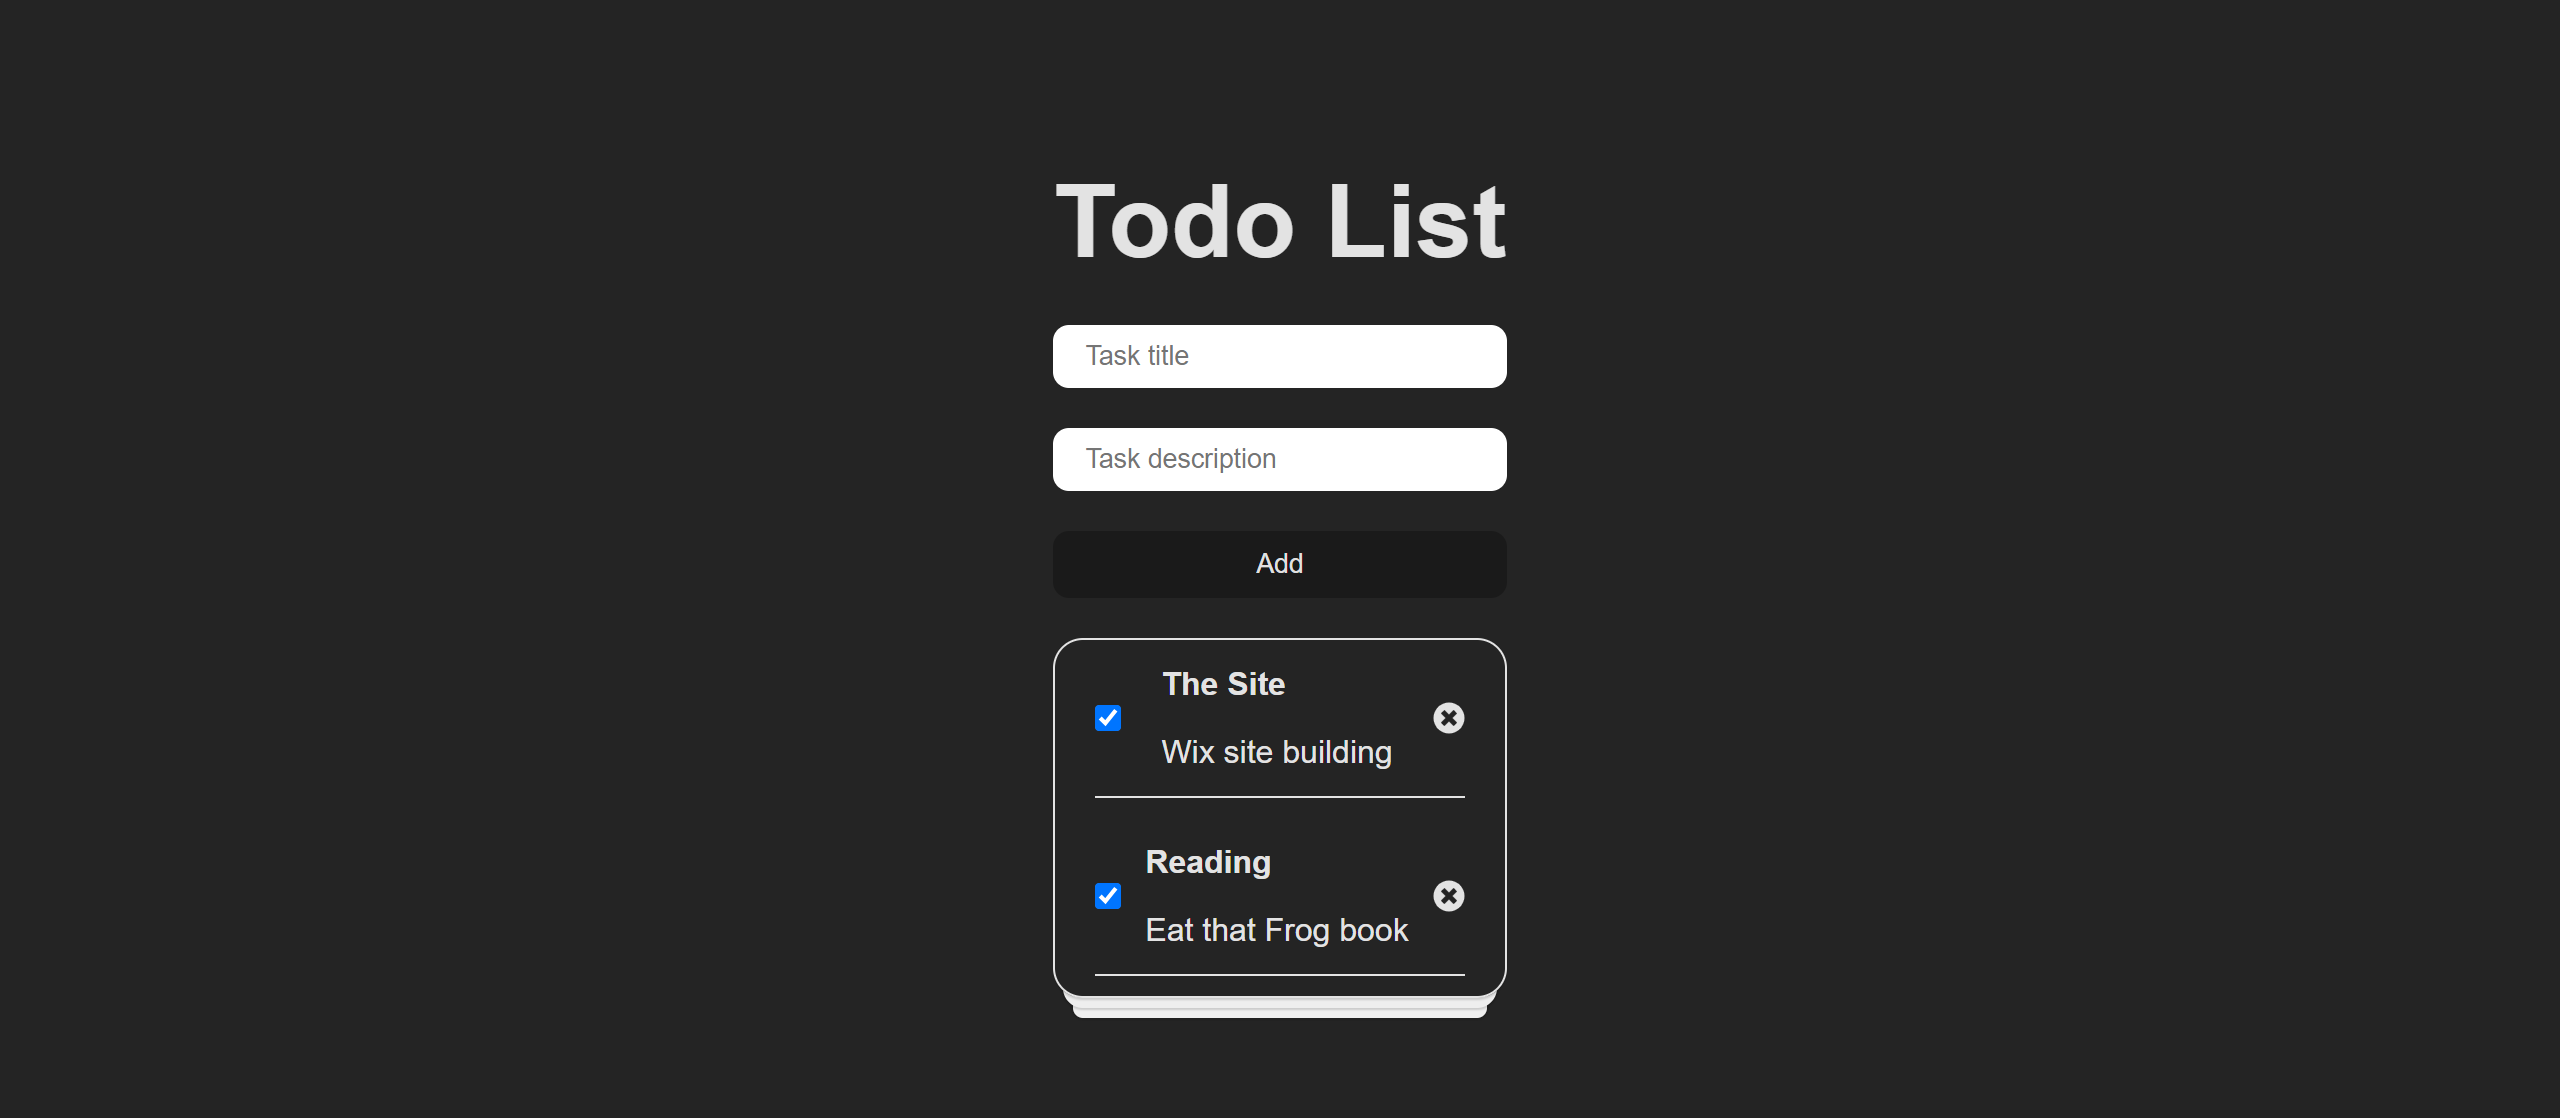 Todo List
Task title
Task description
Add
The Site
Wix site building
Reading
Eat that Frog book